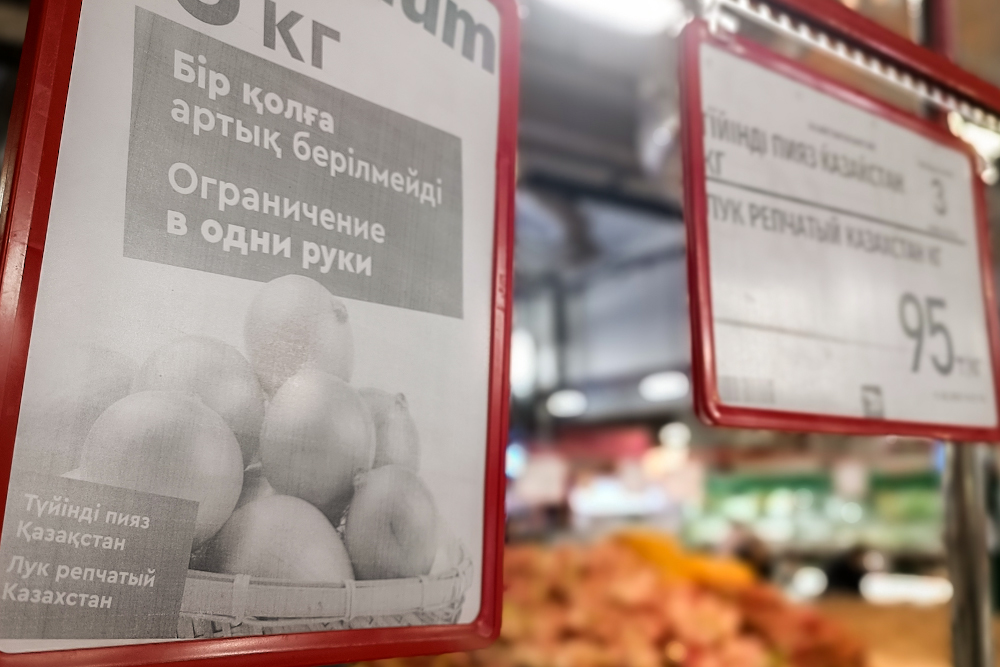 кг
Бір қолға
артық берілмейді
Ограничение
в одни руки
Түйінді пияз
Қазақстан
Лук репчатый
Казахстан
ПИЯЗ
3
КГ
ЛУК РЕПЧАТЫЙ КАЗАХСТАН КГ
95